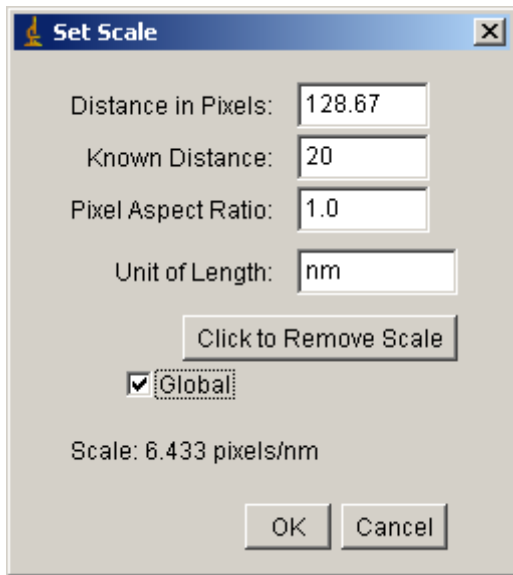 Set Scale
Distance in Pixels: 128.67
Known Distance: 20
Pixel Aspect Ratio: 1.0
Unit of Length: nm
Click to Remove Scale
Global
Scale: 6.433 pixels/nm
OK Cancel